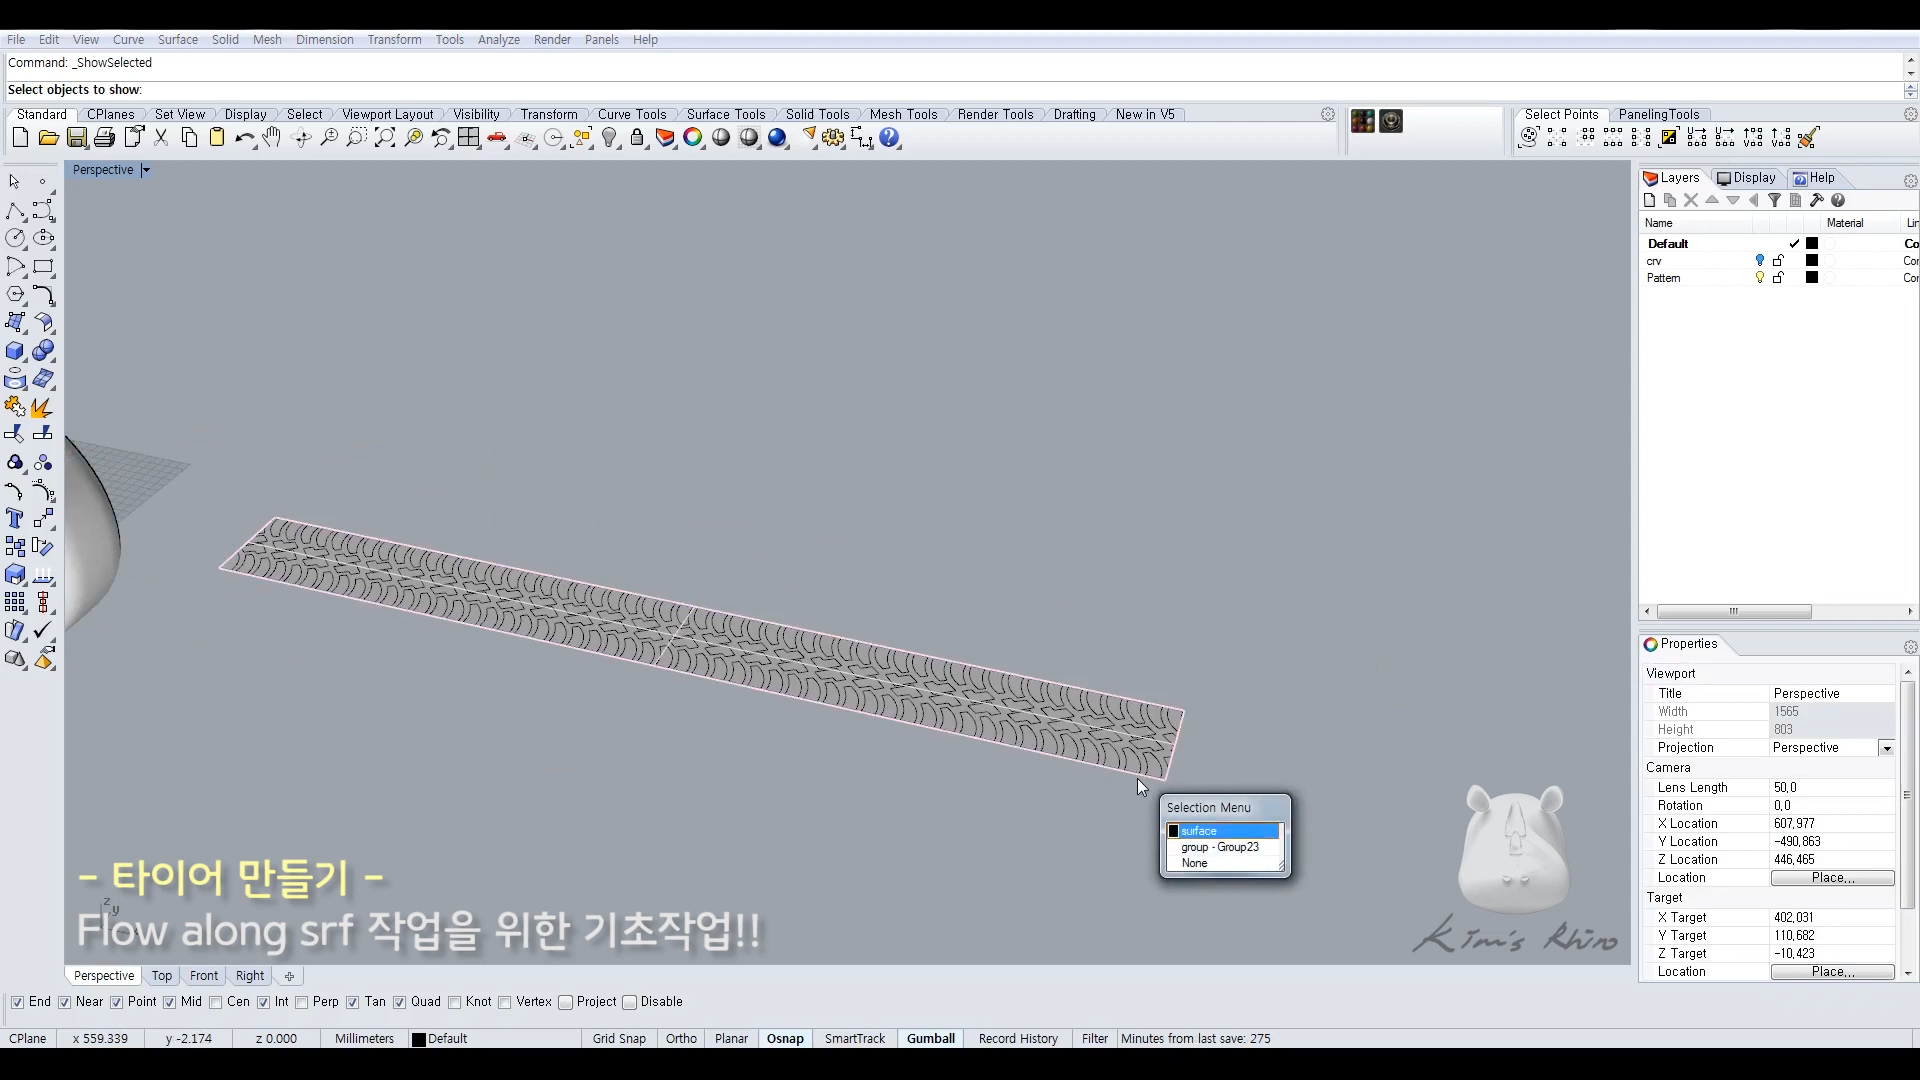 File Edit View Curve Surface Solid Mesh Dimension Transform Tools Analyze Render Panels Help
Command: _ShowSelected
Select objects to show:
Standard CPlanes Set View Display Select Viewport Layout Visibility Transform Curve Tools Surface Tools Solid Tools Mesh Tools Render Tools Drafting New in V5
Select Points PanelingTools
Perspective
Layers Display Help
Name Material Lin
Default Co
crv Con
Pattern Con
Selection Menu
surface
group - Group23
None
Properties
Viewport
Title Perspective
Width 1565
Height 803
Projection Perspective
Camera
Lens Length 50,0
Rotation 0,0
X Location 607,977
Y Location -490,863
Z Location 446,465
Location Place...
Target
X Target 402,031
Y Target 110,682
Z Target -10,423
Location Place...
- 타이어 만들기 -
z
y
Flow along srf 작업을 위한 기초작업!!
Kim's Rhino
Perspective Top Front Right
End Near Point Mid Cen Int Perp Tan Quad Knot Vertex Project Disable
CPlane x 559.339 y -2.174 z 0.000 Millimeters Default Grid Snap Ortho Planar Osnap SmartTrack Gumball Record History Filter Minutes from last save: 275